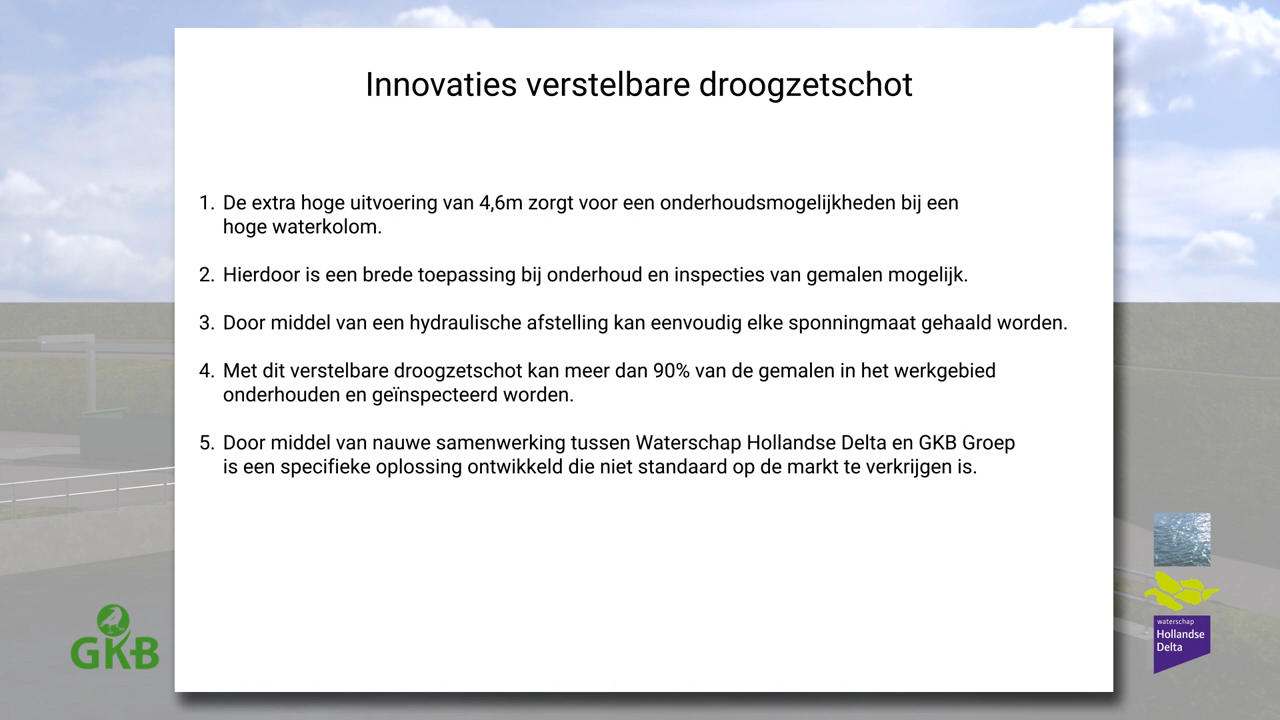 Innovaties verstelbare droogzetschot
1. De extra hoge uitvoering van 4,6m zorgt voor een onderhoudsmogelijkheden bij een
hoge waterkolom.
2. Hierdoor is een brede toepassing bij onderhoud en inspecties van gemalen mogelijk.
3. Door middel van een hydraulische afstelling kan eenvoudig elke sponningmaat gehaald worden.
4. Met dit verstelbare droogzetschot kan meer dan 90% van de gemalen in het werkgebied
onderhouden en geïnspecteerd worden.
5. Door middel van nauwe samenwerking tussen Waterschap Hollandse Delta en GKB Groep
is een specifieke oplossing ontwikkeld die niet standaard op de markt te verkrijgen is.
GKB
waterschap
Hollandse
Delta